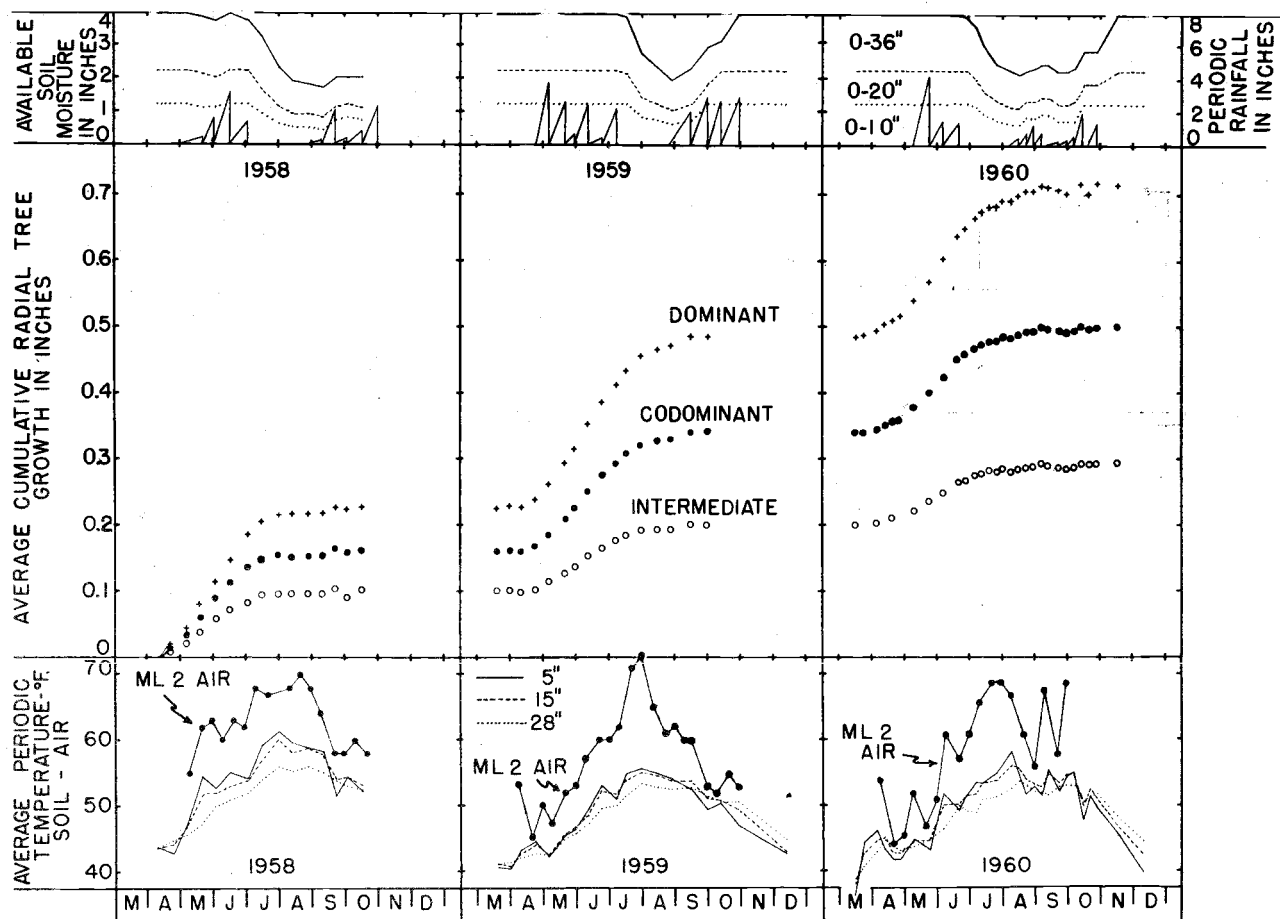 AVAILABLE
SOIL
MOISTURE
IN INCHES
4
3
2
1
0
0-36"
0-20"
0-10"
8
6
4
2
0
PERIODIC
RAINFALL
IN INCHES
1958
1959
1960
AVERAGE CUMULATIVE RADIAL TREE
GROWTH IN INCHES
0.7
0.6
0.5
0.4
0.3
0.2
0.1
0
DOMINANT
CODOMINANT
INTERMEDIATE
AVERAGE PERIODIC
TEMPERATURE-°F.
SOIL - AIR
70
60
50
40
ML 2 AIR
1958
5"
15"
28"
ML 2 AIR
1959
ML 2
AIR
1960
M A M J J A S O N D M A M J J A S O N D M A M J J A S O N D